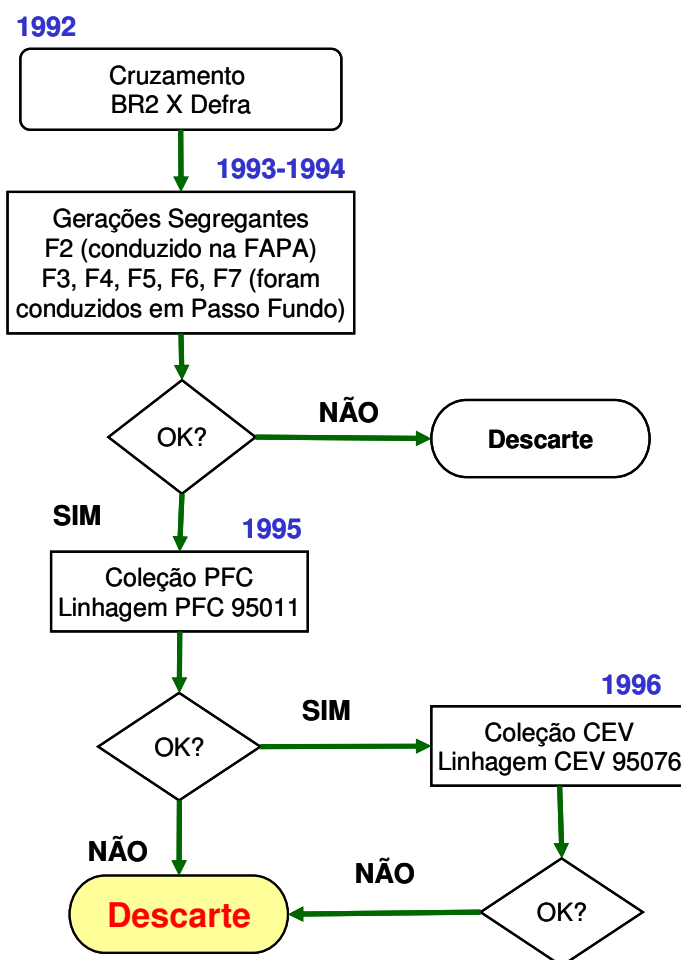 1992
Cruzamento
BR2 X Defra
1993-1994
Gerações Segregantes
F2 (conduzido na FAPA)
F3, F4, F5, F6, F7 (foram
conduzidos em Passo Fundo)
OK?
NÃO
Descarte
SIM
1995
Coleção PFC
Linhagem PFC 95011
OK?
SIM
1996
Coleção CEV
Linhagem CEV 95076
NÃO
Descarte
NÃO
OK?